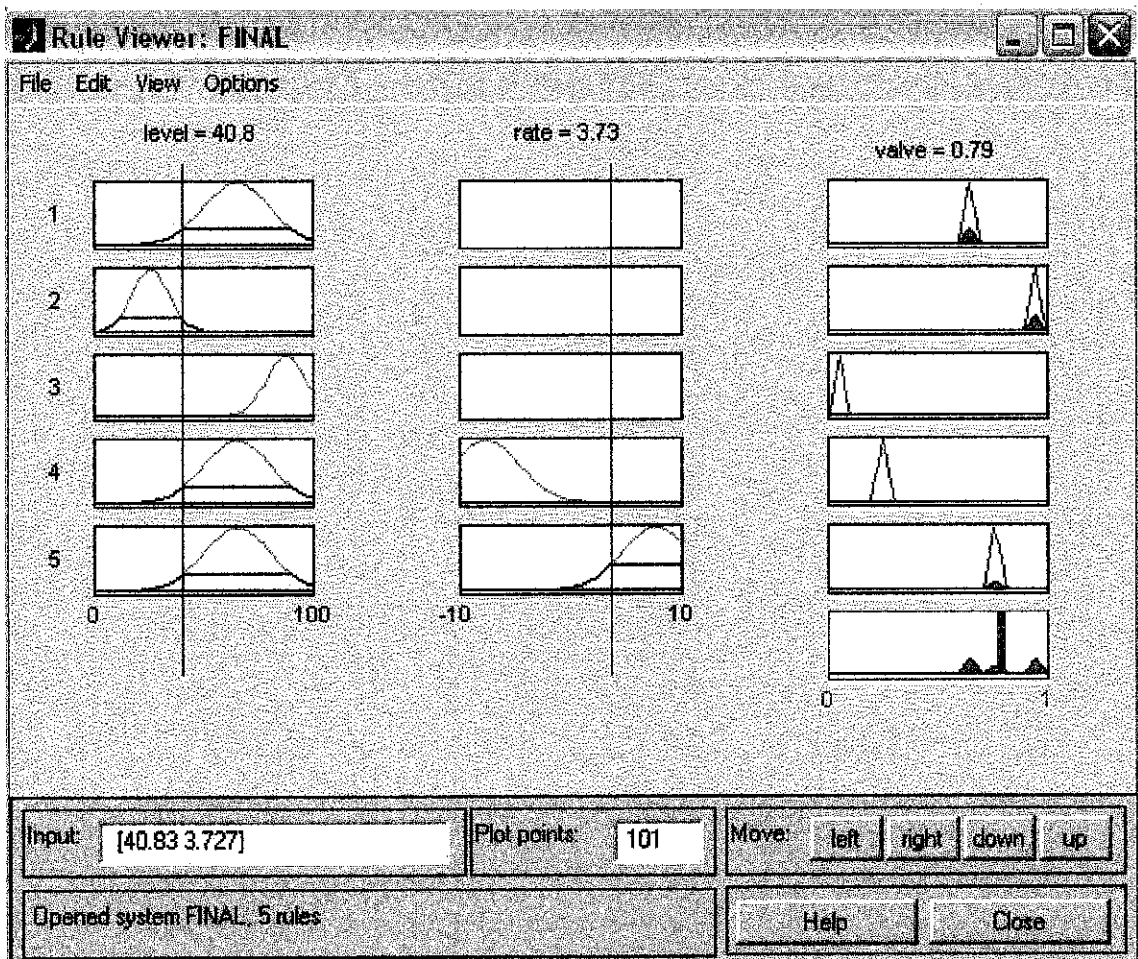 Rule Viewer: FINAL
File Edit View Options
level = 40.8
rate = 3.73
valve = 0.79
1
2
3
4
5
0 100
-10 10
0 1
Input: [40.83 3.727]
Plot points: 101
Move: left right down up
Opened system FINAL, 5 rules
Help Close